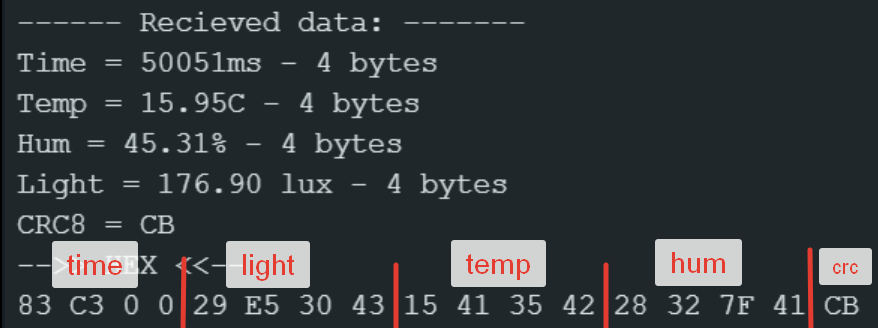 ------ Recieved data: -------
Time = 50051ms - 4 bytes
Temp = 15.95C - 4 bytes
Hum = 45.31% - 4 bytes
Light = 176.90 lux - 4 bytes
CRC8 = CB
time light temp hum crc
83 C3 0 0 29 E5 30 43 15 41 35 42 28 32 7F 41 CB